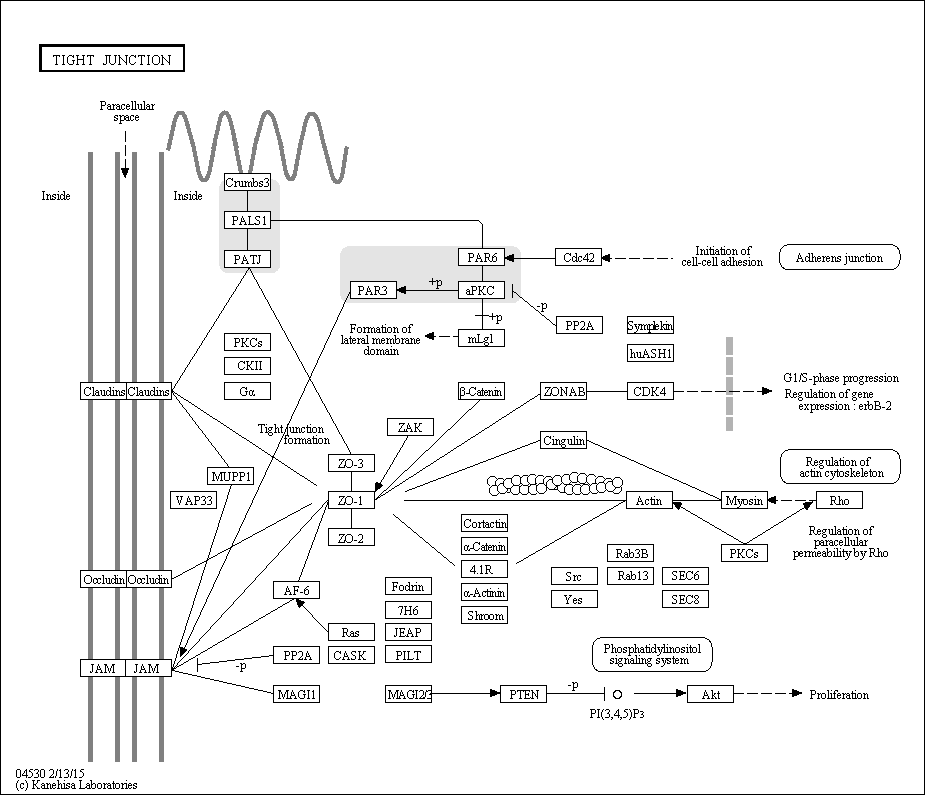 TIGHT JUNCTION
Paracellular
space
Inside
Inside
Crumbs3
PALS1
PATJ
PAR6
Cdc42
Initiation of
cell-cell adhesion
Adherens junction
PAR3
+p
aPKC
-p
+p
PP2A
Symplekin
Formation of
lateral membrane
domain
mLgl
huASH1
PKCs
CKII
Gα
Claudins
Claudins
β-Catenin
ZONAB
CDK4
G1/S-phase progression
Regulation of gene
expression : erbB-2
Tight junction
formation
ZAK
Cingulin
ZO-3
MUPP1
VAP33
ZO-1
Actin
Myosin
Rho
Regulation of
actin cytoskeleton
ZO-2
Cortactin
α-Catenin
4.1R
α-Actinin
Shroom
PKCs
Regulation of
paracellular
permeability by Rho
Rab3B
Src
Rab13
SEC6
Yes
SEC8
Occludin
Occludin
AF-6
Fodrin
7H6
Ras
JEAP
PP2A
CASK
PILT
-p
JAM
JAM
MAGI1
MAGI2/3
PTEN
-p
PI(3,4,5)P3
Phosphatidylinositol
signaling system
Akt
Proliferation
04530 2/13/15
(c) Kanehisa Laboratories